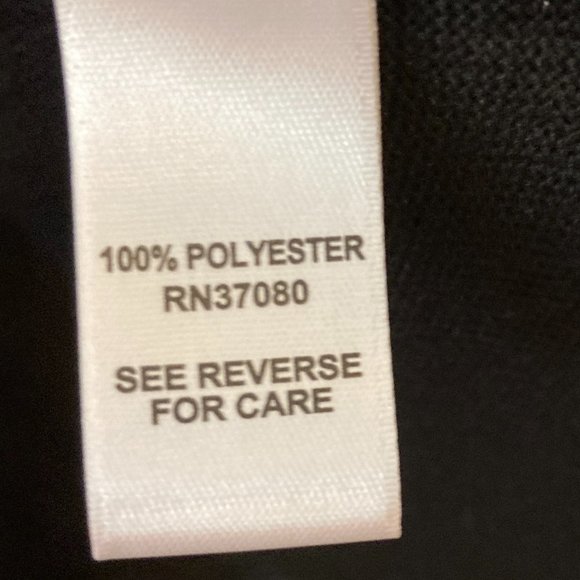 100% POLYESTER
RN37080
SEE REVERSE
FOR CARE